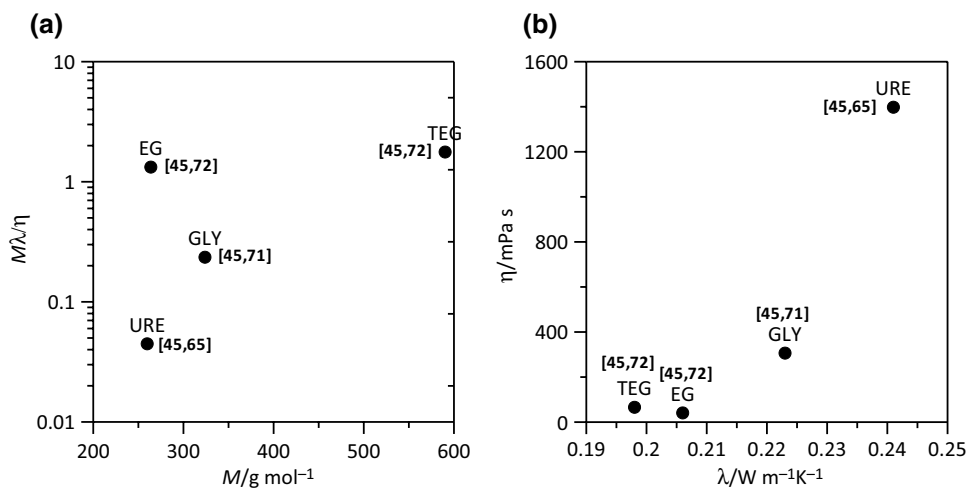 (a)
10
1
0.1
0.01
Mλ/η
EG
[45,72]
TEG
[45,72]
GLY
[45,71]
URE
[45,65]
200
300
400
500
600
M/g mol⁻¹
(b)
1600
1200
800
400
0
η/mPa s
URE
[45,65]
[45,71]
GLY
[45,72]
TEG
[45,72]
EG
0.19
0.2
0.21
0.22
0.23
0.24
0.25
λ/W m⁻¹K⁻¹